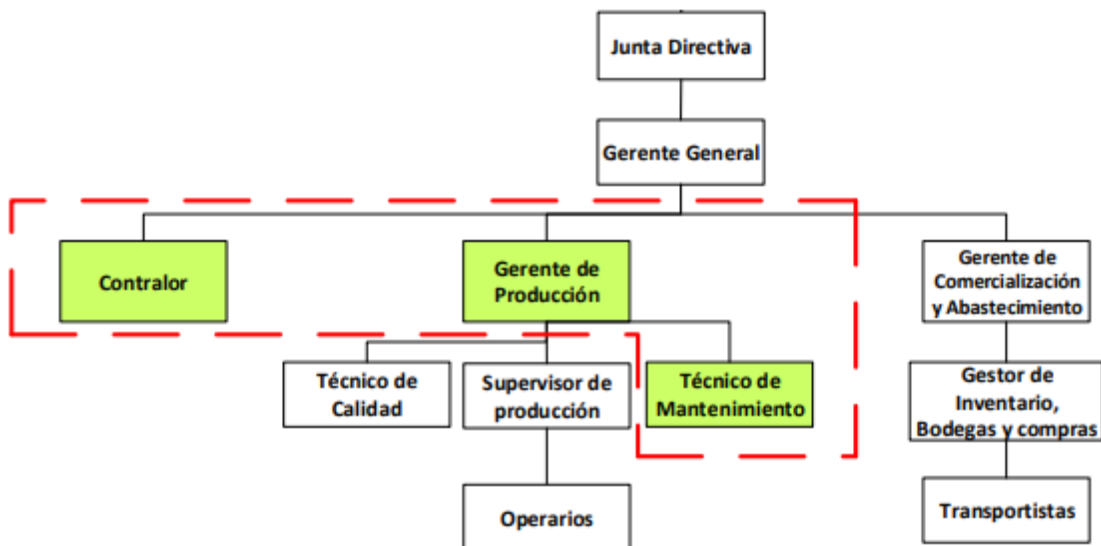 Junta Directiva
Gerente General
Contralor
Gerente de
Producción
Gerente de
Comercialización
y Abastecimiento
Técnico de
Calidad
Supervisor de
producción
Técnico de
Mantenimiento
Gestor de
Inventario,
Bodegas y compras
Operarios
Transportistas